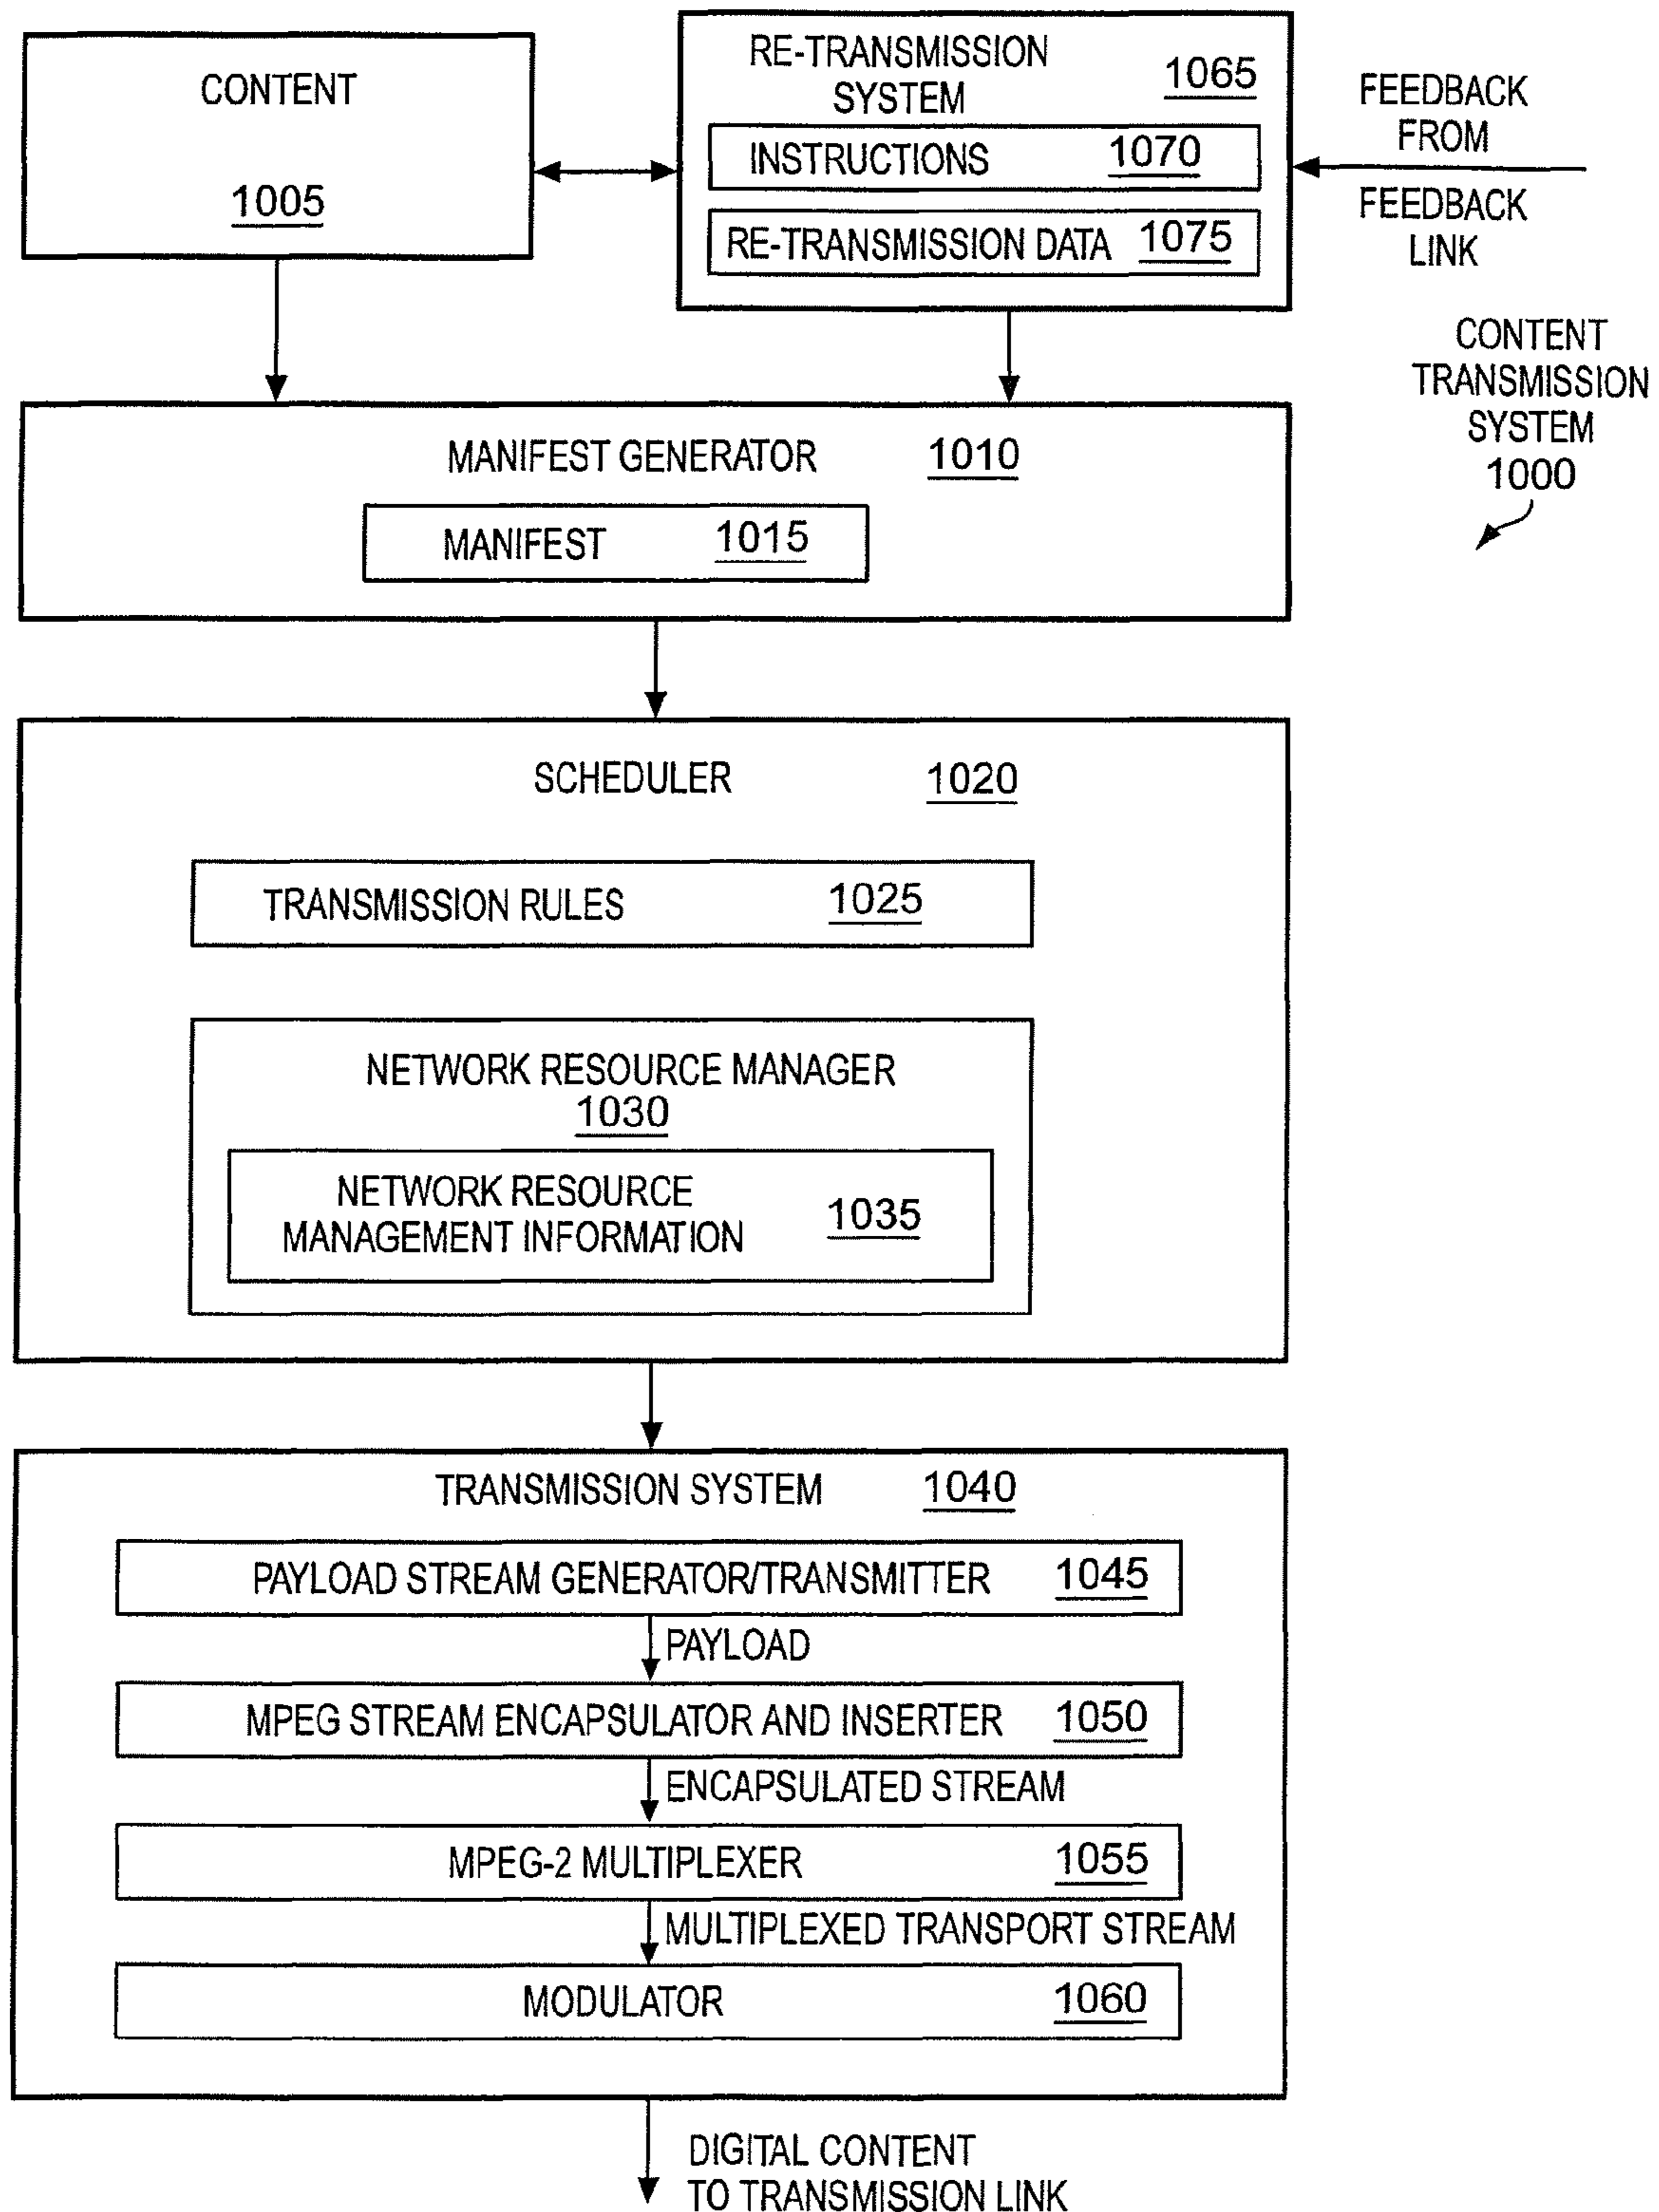 CONTENT
1005
RE-TRANSMISSION
SYSTEM
1065
INSTRUCTIONS 1070
RE-TRANSMISSION DATA 1075
FEEDBACK
FROM
FEEDBACK
LINK
CONTENT
TRANSMISSION
SYSTEM
1000
MANIFEST GENERATOR 1010
MANIFEST 1015
SCHEDULER 1020
TRANSMISSION RULES 1025
NETWORK RESOURCE MANAGER
1030
NETWORK RESOURCE
MANAGEMENT INFORMATION
1035
TRANSMISSION SYSTEM 1040
PAYLOAD STREAM GENERATOR/TRANSMITTER 1045
PAYLOAD
MPEG STREAM ENCAPSULATOR AND INSERTER 1050
ENCAPSULATED STREAM
MPEG-2 MULTIPLEXER 1055
MULTIPLEXED TRANSPORT STREAM
MODULATOR 1060
DIGITAL CONTENT
TO TRANSMISSION LINK